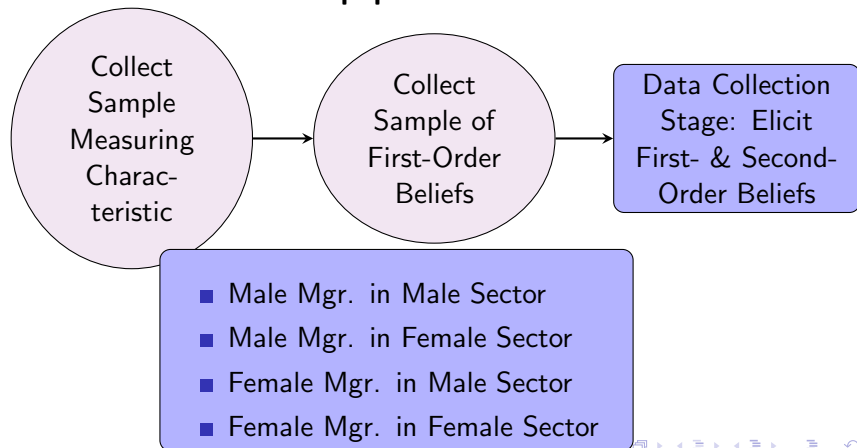 Collect
Sample
Measuring
Charac-
teristic
Collect
Sample of
First-Order
Beliefs
Data Collection
Stage: Elicit
First- & Second-
Order Beliefs
Male Mgr. in Male Sector
Male Mgr. in Female Sector
Female Mgr. in Male Sector
Female Mgr. in Female Sector